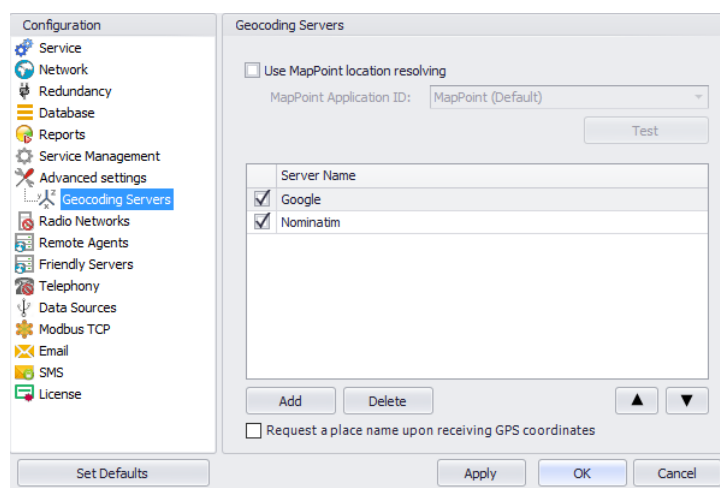 Configuration
Service
Network
Redundancy
Database
Reports
Service Management
Advanced settings
Geocoding Servers
Radio Networks
Remote Agents
Friendly Servers
Telephony
Data Sources
Modbus TCP
Email
SMS
License
Set Defaults
Geocoding Servers
Use MapPoint location resolving
MapPoint Application ID: MapPoint (Default)
Test
Server Name
Google
Nominatim
Add Delete
Request a place name upon receiving GPS coordinates
Apply OK Cancel